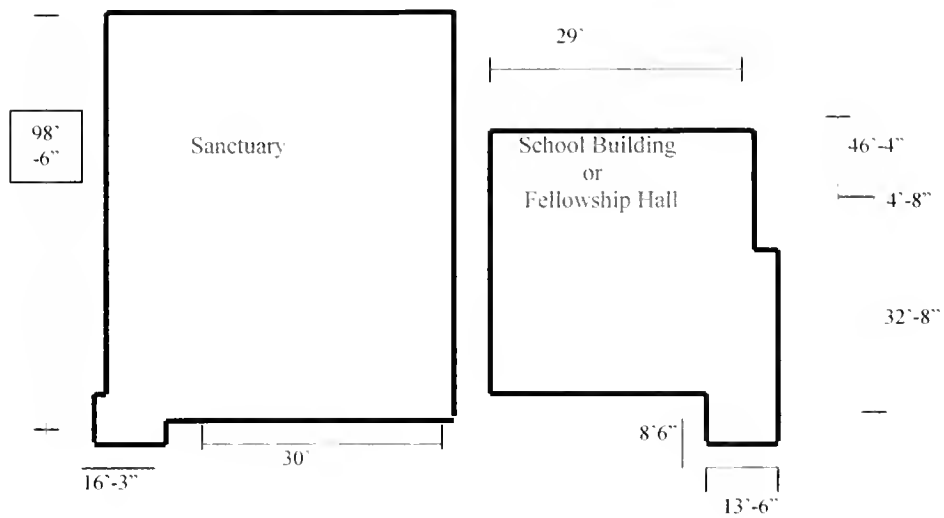 98‵
-6”
Sanctuary
30‵
16‵-3”
29‵
School Building
or
Fellowship Hall
46‵-4”
4‵-8”
32‵-8”
8‵6”
13‵-6”